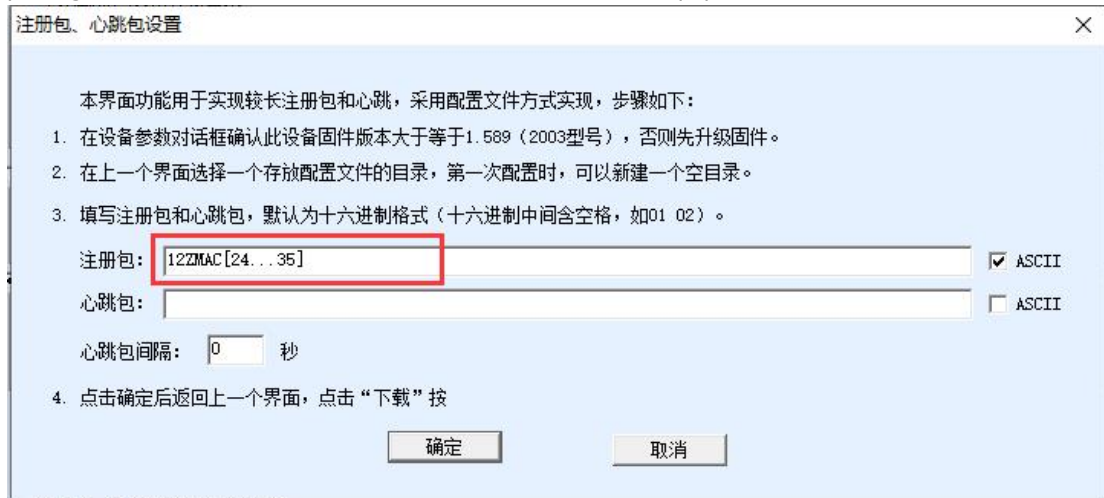 注册包、心跳包设置
本界面功能用于实现较长注册包和心跳，采用配置文件方式实现，步骤如下：
1. 在设备参数对话框确认此设备固件版本大于等于1.589（2003型号），否则先升级固件。
2. 在上一个界面选择一个存放配置文件的目录，第一次配置时，可以新建一个空目录。
3. 填写注册包和心跳包，默认为十六进制格式（十六进制中间含空格，如01 02）。
注册包： 12ZMAC[24...35] ASCII
心跳包： ASCII
心跳包间隔： 0 秒
4. 点击确定后返回上一个界面，点击“下载”按
确定 取消